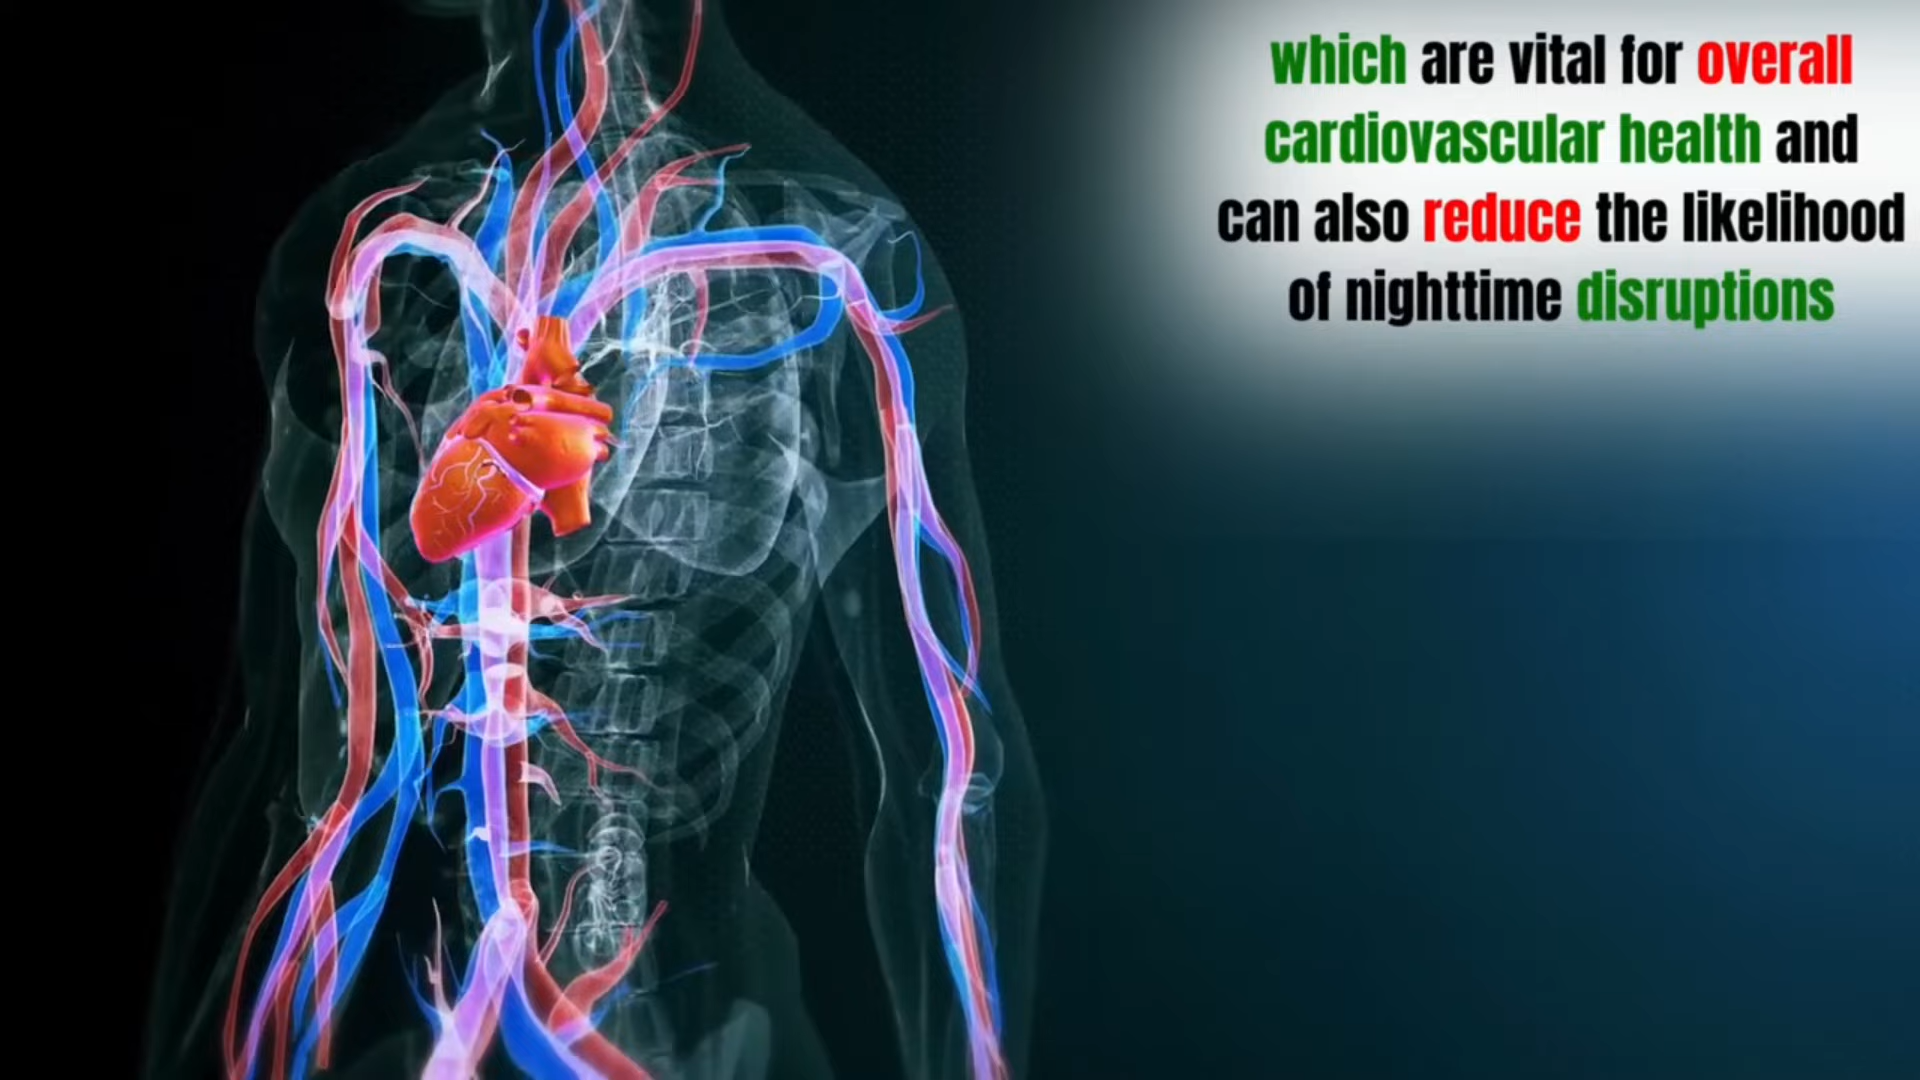 which are vital for overall
cardiovascular health and
can also reduce the likelihood
of nighttime disruptions